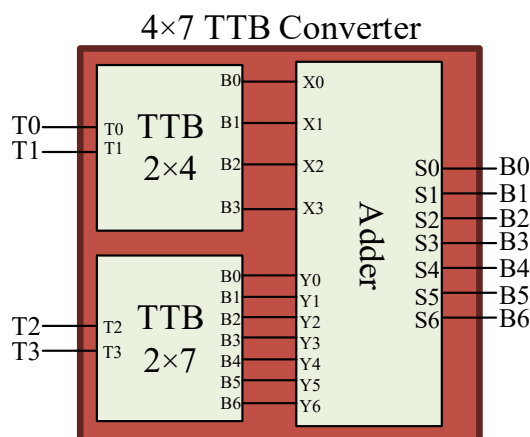 4×7 TTB Converter
T0
T1
T0
T1
TTB
2×4
B0
B1
B2
B3
X0
X1
X2
X3
T2
T3
T2
T3
TTB
2×7
B0
B1
B2
B3
B4
B5
B6
Y0
Y1
Y2
Y3
Y4
Y5
Y6
Adder
S0
S1
S2
S3
S4
S5
S6
B0
B1
B2
B3
B4
B5
B6